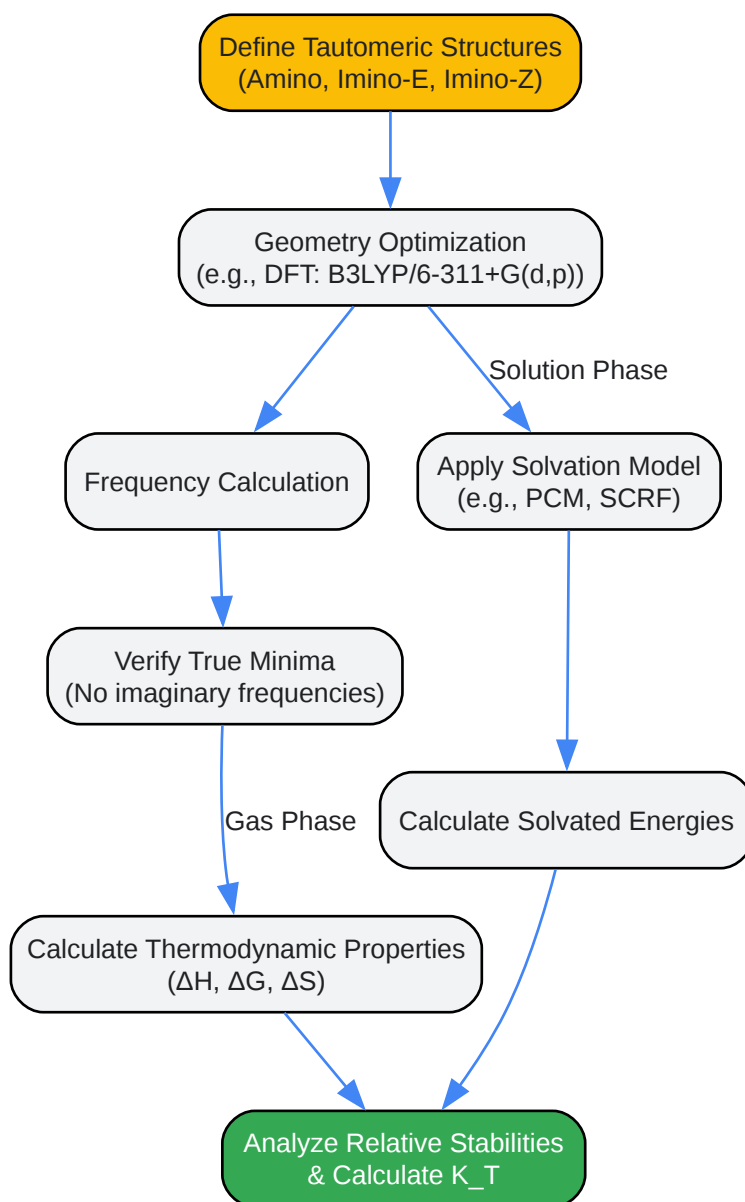 Define Tautomeric Structures
(Amino, Imino-E, Imino-Z)
Geometry Optimization
(e.g., DFT: B3LYP/6-311+G(d,p))
Solution Phase
Frequency Calculation
Apply Solvation Model
(e.g., PCM, SCRF)
Verify True Minima
(No imaginary frequencies)
Gas Phase
Calculate Solvated Energies
Calculate Thermodynamic Properties
(ΔH, ΔG, ΔS)
Analyze Relative Stabilities
& Calculate K_T